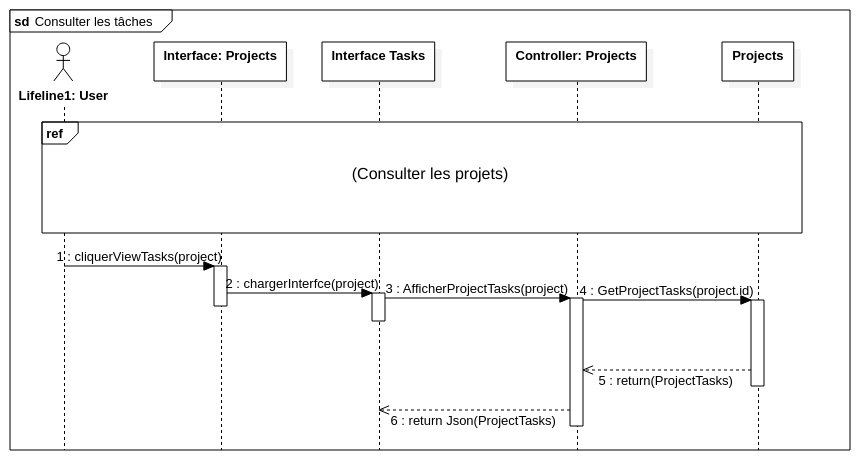 sd Consulter les tâches
Interface: Projects
Interface Tasks
Controller: Projects
Projects
Lifeline1: User
ref
(Consulter les projets)
1 : cliquerViewTasks(project)
2 : chargerInterfce(project)
3 : AfficherProjectTasks(project)
4 : GetProjectTasks(project.id)
5 : return(ProjectTasks)
6 : return Json(ProjectTasks)